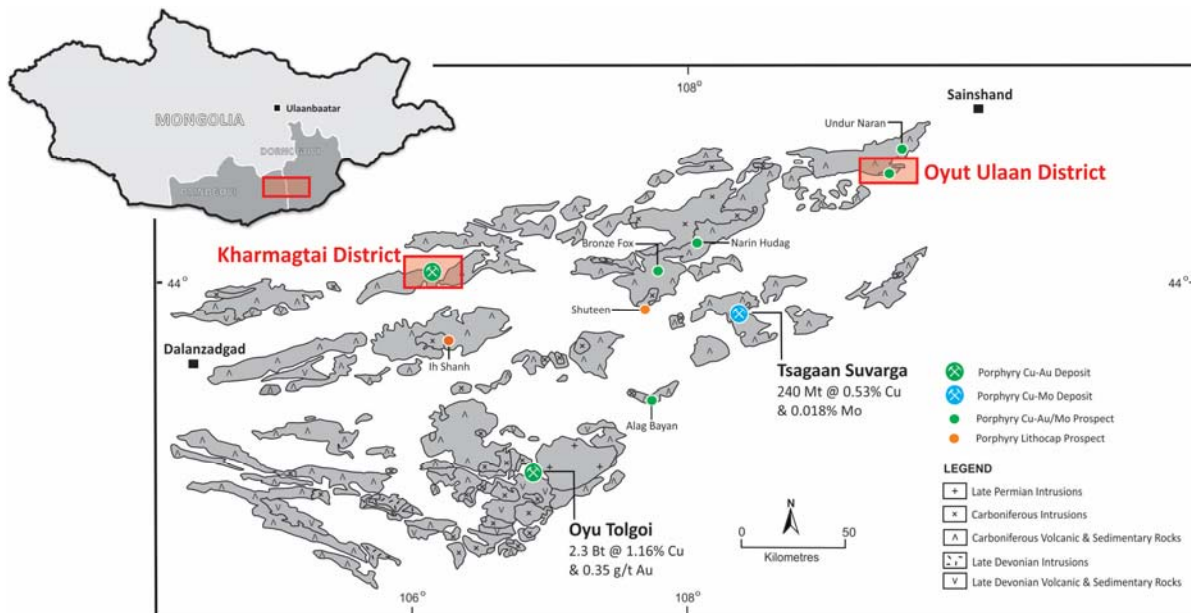 Ulaanbaatar
MONGOLIA
108°
Sainshand
Undur Naran
Oyut Ulaan District
Bronze Fox
Narin Hudag
Kharmagtai District
44°
44°
Shuteen
Dalanzadgad
Ih Shanh
Tsagaan Suvarga
240 Mt @ 0.53% Cu
& 0.018% Mo
Alag Bayan
Oyu Tolgoi
2.3 Bt @ 1.16% Cu
& 0.35 g/t Au
Porphyry Cu-Au Deposit
Porphyry Cu-Mo Deposit
Porphyry Cu-Au/Mo Prospect
Porphyry Lithocap Prospect
LEGEND
+ Late Permian Intrusions
× Carboniferous Intrusions
^ Carboniferous Volcanic & Sedimentary Rocks
Late Devonian Intrusions
v Late Devonian Volcanic & Sedimentary Rocks
N
0 50
Kilometres
106°
108°